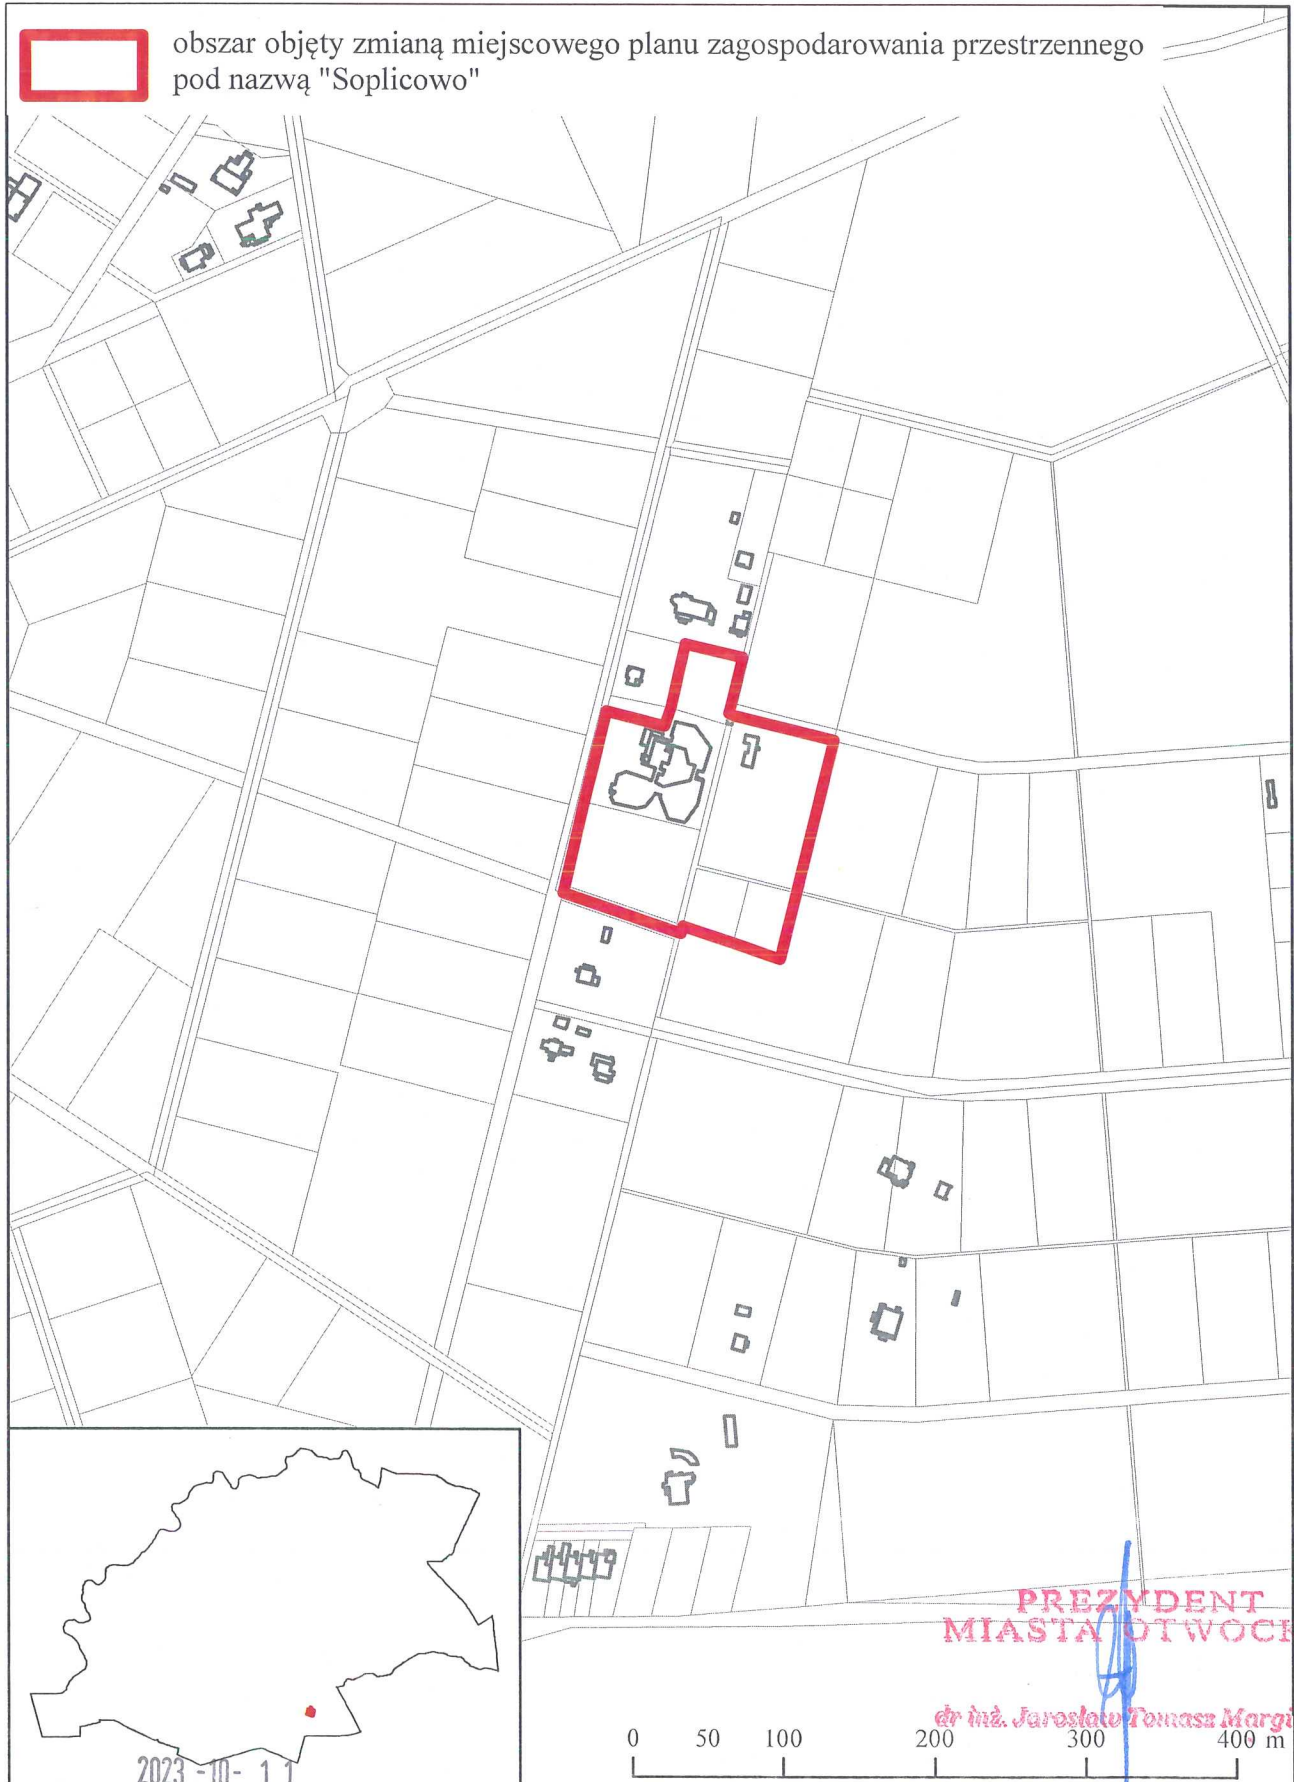 obszar objęty zmianą miejscowego planu zagospodarowania przestrzennego
pod nazwą "Soplicowo"
PREZYDENT
MIASTA OTWOCK
dr inż. Jarosław Tomasz Margi
0 50 100 200 300 400 m
2023 -10- 1 1